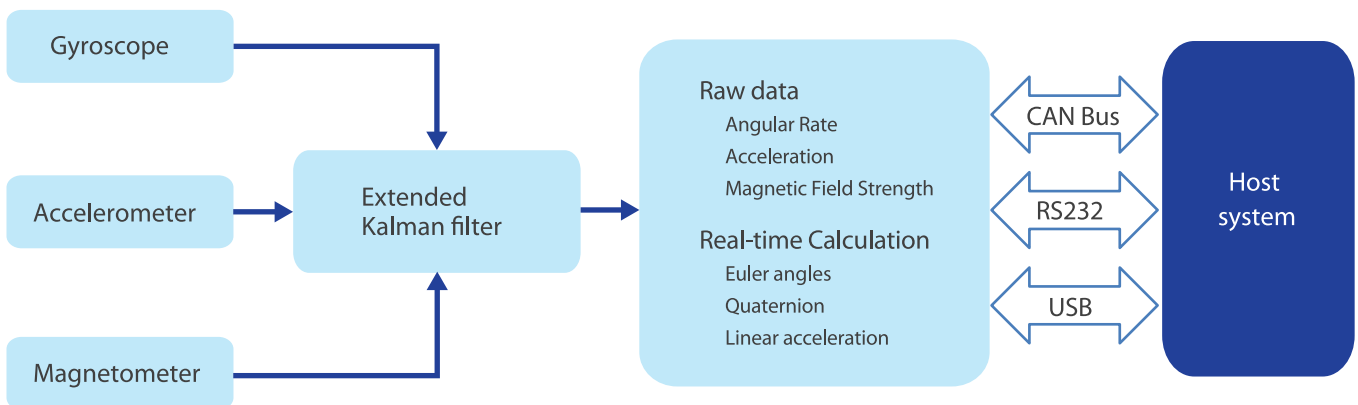 Gyroscope
Accelerometer
Magnetometer
Extended
Kalman filter
Raw data
Angular Rate
Acceleration
Magnetic Field Strength
Real-time Calculation
Euler angles
Quaternion
Linear acceleration
CAN Bus
RS232
USB
Host
system